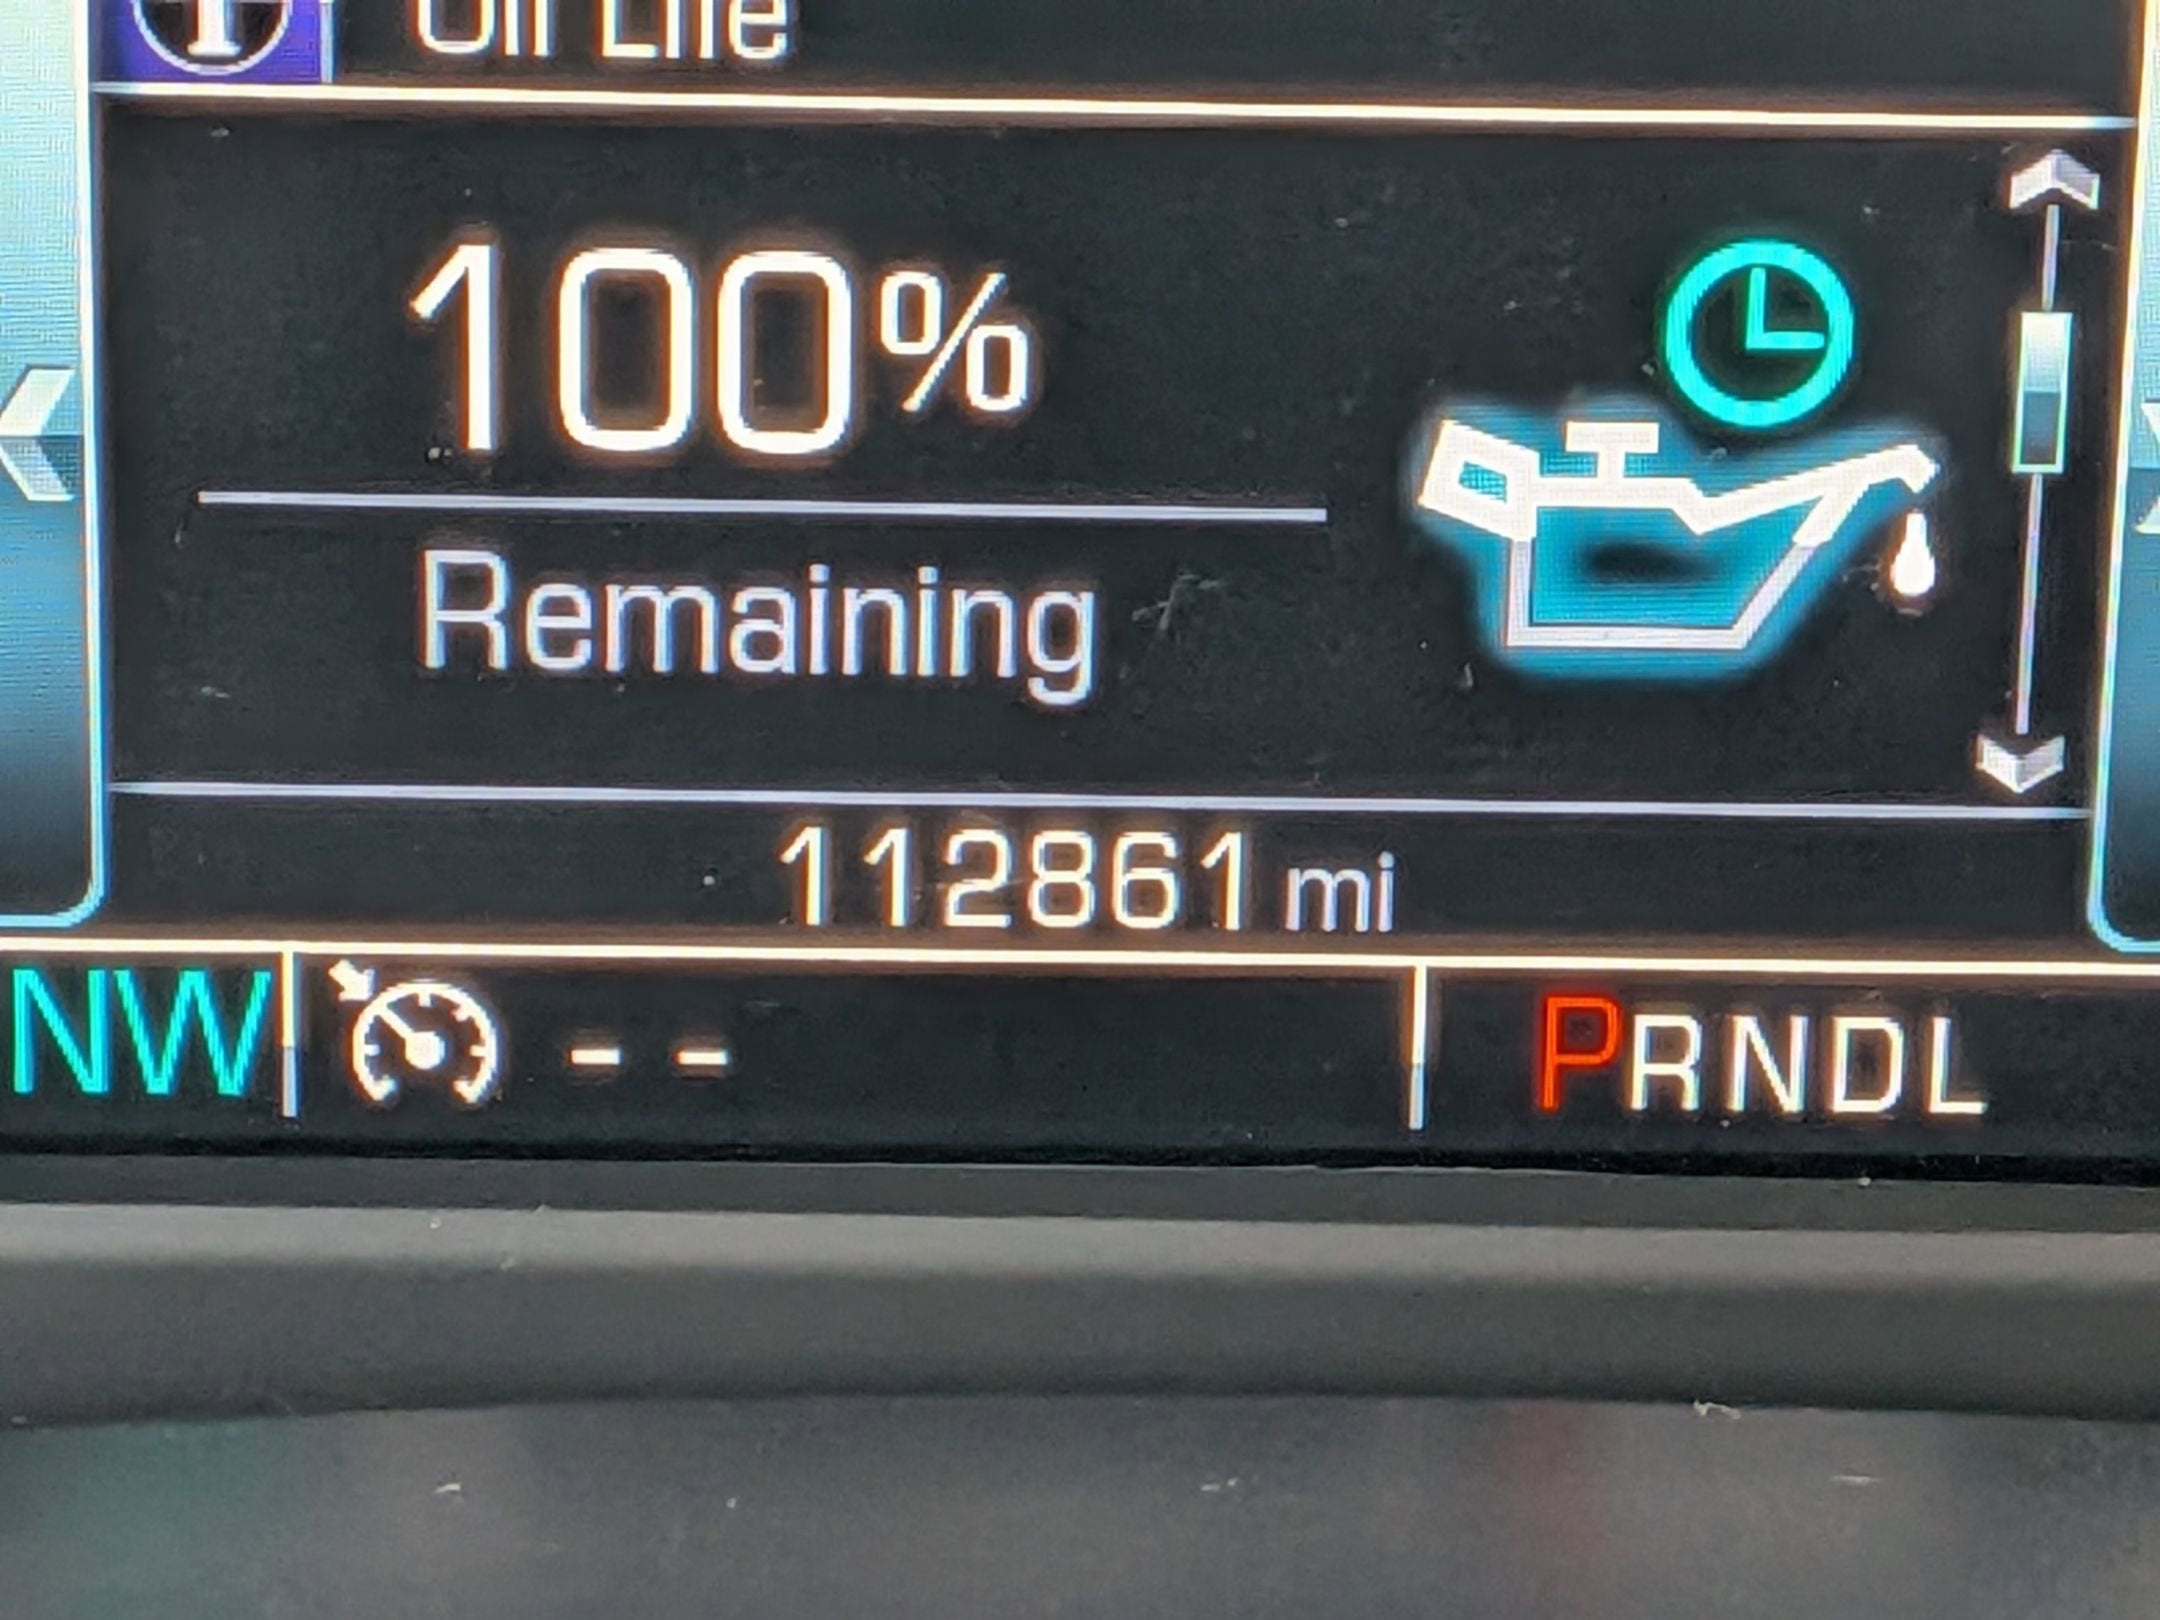 Oil Life
100%
Remaining
112861 mi
NW -- PRNDL